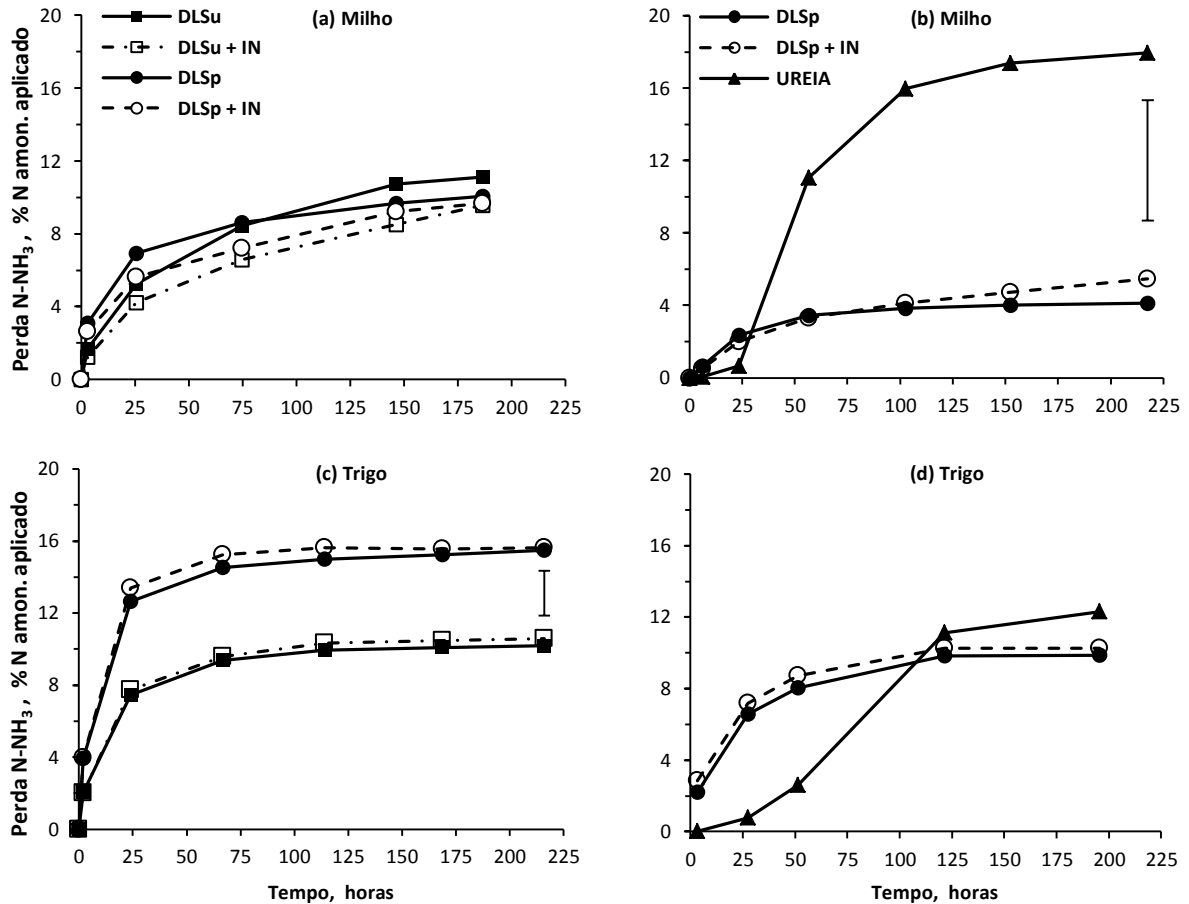 (a) Milho
DLSu
DLSu + IN
DLSp
DLSp + IN
Perda N-NH3 , % N amon. aplicado
20
16
12
8
4
0
0 25 50 75 100 125 150 175 200 225
(b) Milho
DLSp
DLSp + IN
UREIA
20
16
12
8
4
0
0 25 50 75 100 125 150 175 200 225
(c) Trigo
Perda N-NH3 , % N amon. aplicado
20
16
12
8
4
0
0 25 50 75 100 125 150 175 200 225
Tempo, horas
(d) Trigo
20
16
12
8
4
0
0 25 50 75 100 125 150 175 200 225
Tempo, horas